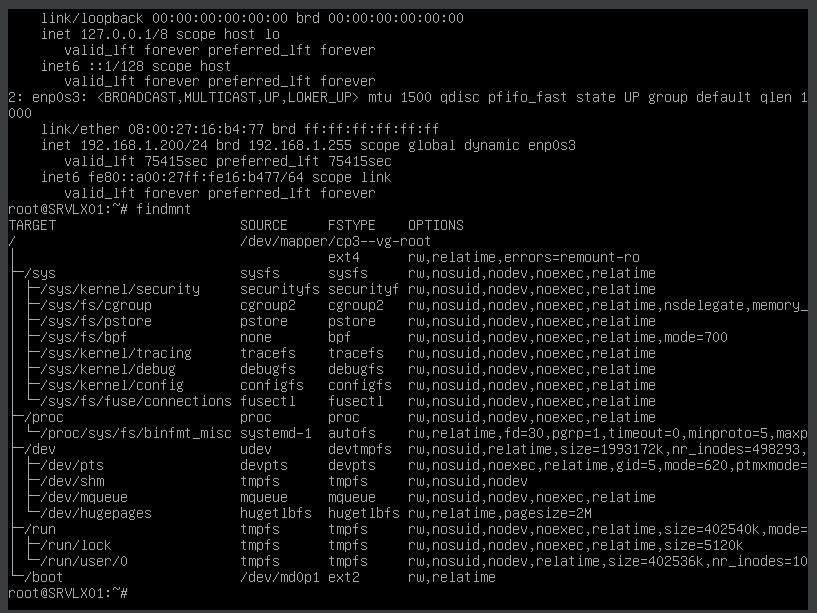 link/loopback 00:00:00:00:00:00 brd 00:00:00:00:00:00
    inet 127.0.0.1/8 scope host lo
       valid_lft forever preferred_lft forever
    inet6 ::1/128 scope host
       valid_lft forever preferred_lft forever
2: enp0s3: <BROADCAST,MULTICAST,UP,LOWER_UP> mtu 1500 qdisc pfifo_fast state UP group default qlen 1
000
    link/ether 08:00:27:16:b4:77 brd ff:ff:ff:ff:ff:ff
    inet 192.168.1.200/24 brd 192.168.1.255 scope global dynamic enp0s3
       valid_lft 75415sec preferred_lft 75415sec
    inet6 fe80::a00:27ff:fe16:b477/64 scope link
       valid_lft forever preferred_lft forever
root@SRVLX01:~# findmnt
TARGET                       SOURCE     FSTYPE    OPTIONS
/                            /dev/mapper/cp3--vg-root
│                                       ext4      rw,relatime,errors=remount-ro
├─/sys                       sysfs      sysfs     rw,nosuid,nodev,noexec,relatime
│ ├─/sys/kernel/security     securityfs securityf rw,nosuid,nodev,noexec,relatime
│ ├─/sys/fs/cgroup           cgroup2    cgroup2   rw,nosuid,nodev,noexec,relatime,nsdelegate,memory_
│ ├─/sys/fs/pstore           pstore     pstore    rw,nosuid,nodev,noexec,relatime
│ ├─/sys/fs/bpf              none       bpf       rw,nosuid,nodev,noexec,relatime,mode=700
│ ├─/sys/kernel/tracing      tracefs    tracefs   rw,nosuid,nodev,noexec,relatime
│ ├─/sys/kernel/debug        debugfs    debugfs   rw,nosuid,nodev,noexec,relatime
│ ├─/sys/kernel/config       configfs   configfs  rw,nosuid,nodev,noexec,relatime
│ └─/sys/fs/fuse/connections fusectl    fusectl   rw,nosuid,nodev,noexec,relatime
├─/proc                      proc       proc      rw,nosuid,nodev,noexec,relatime
│ └─/proc/sys/fs/binfmt_misc systemd-1  autofs    rw,relatime,fd=30,pgrp=1,timeout=0,minproto=5,maxp
├─/dev                       udev       devtmpfs  rw,nosuid,relatime,size=1993172k,nr_inodes=498293,
│ ├─/dev/pts                 devpts     devpts    rw,nosuid,noexec,relatime,gid=5,mode=620,ptmxmode=
│ ├─/dev/shm                 tmpfs      tmpfs     rw,nosuid,nodev
│ ├─/dev/mqueue              mqueue     mqueue    rw,nosuid,nodev,noexec,relatime
│ └─/dev/hugepages           hugetlbfs  hugetlbfs rw,relatime,pagesize=2M
├─/run                       tmpfs      tmpfs     rw,nosuid,nodev,noexec,relatime,size=402540k,mode=
│ ├─/run/lock                tmpfs      tmpfs     rw,nosuid,nodev,noexec,relatime,size=5120k
│ └─/run/user/0              tmpfs      tmpfs     rw,nosuid,nodev,relatime,size=402536k,nr_inodes=10
└─/boot                      /dev/md0p1 ext2      rw,relatime
root@SRVLX01:~#